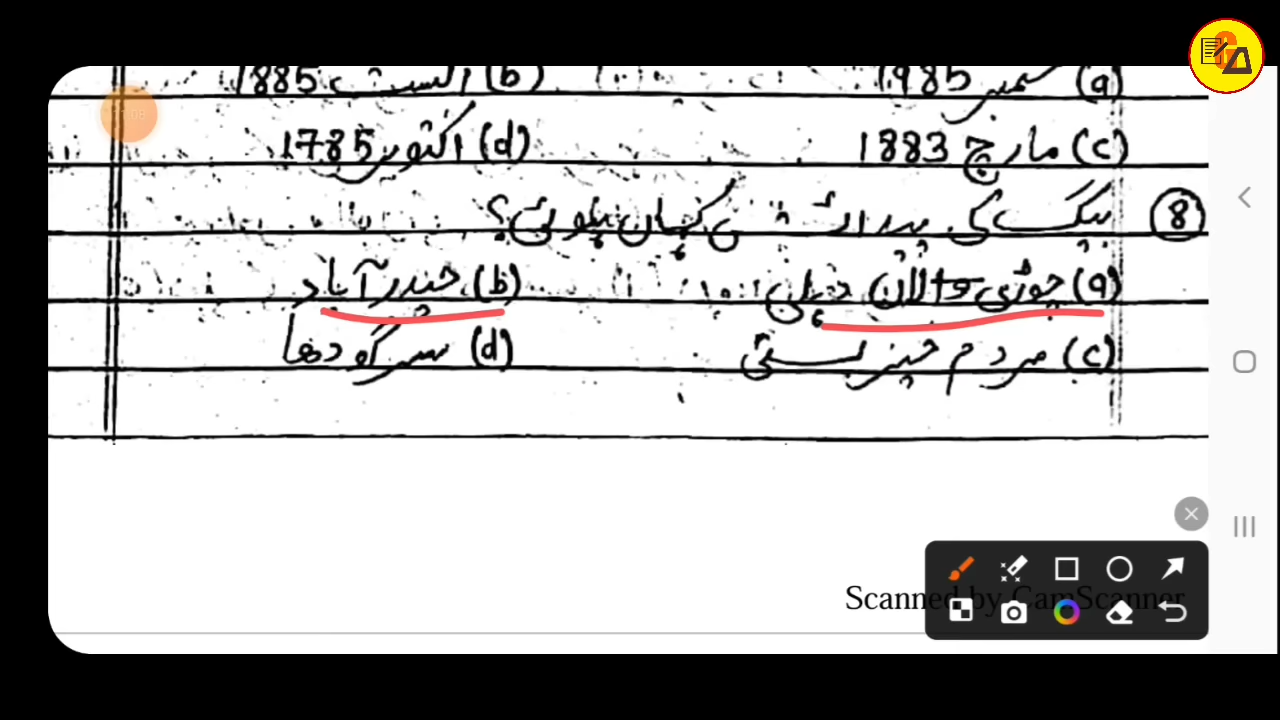 (a) ستمبر 1985 (b) اگست 1885
(c) مارچ 1883 (d) اکتوبر 1785
⑧ بیگ کی پیدائش کہاں ہوئی؟
(a) چوڑی والان دہلی (b) حیدرآباد
(c) مردم خیز بستی (d) سرگودھا
Scanned by CamScanner